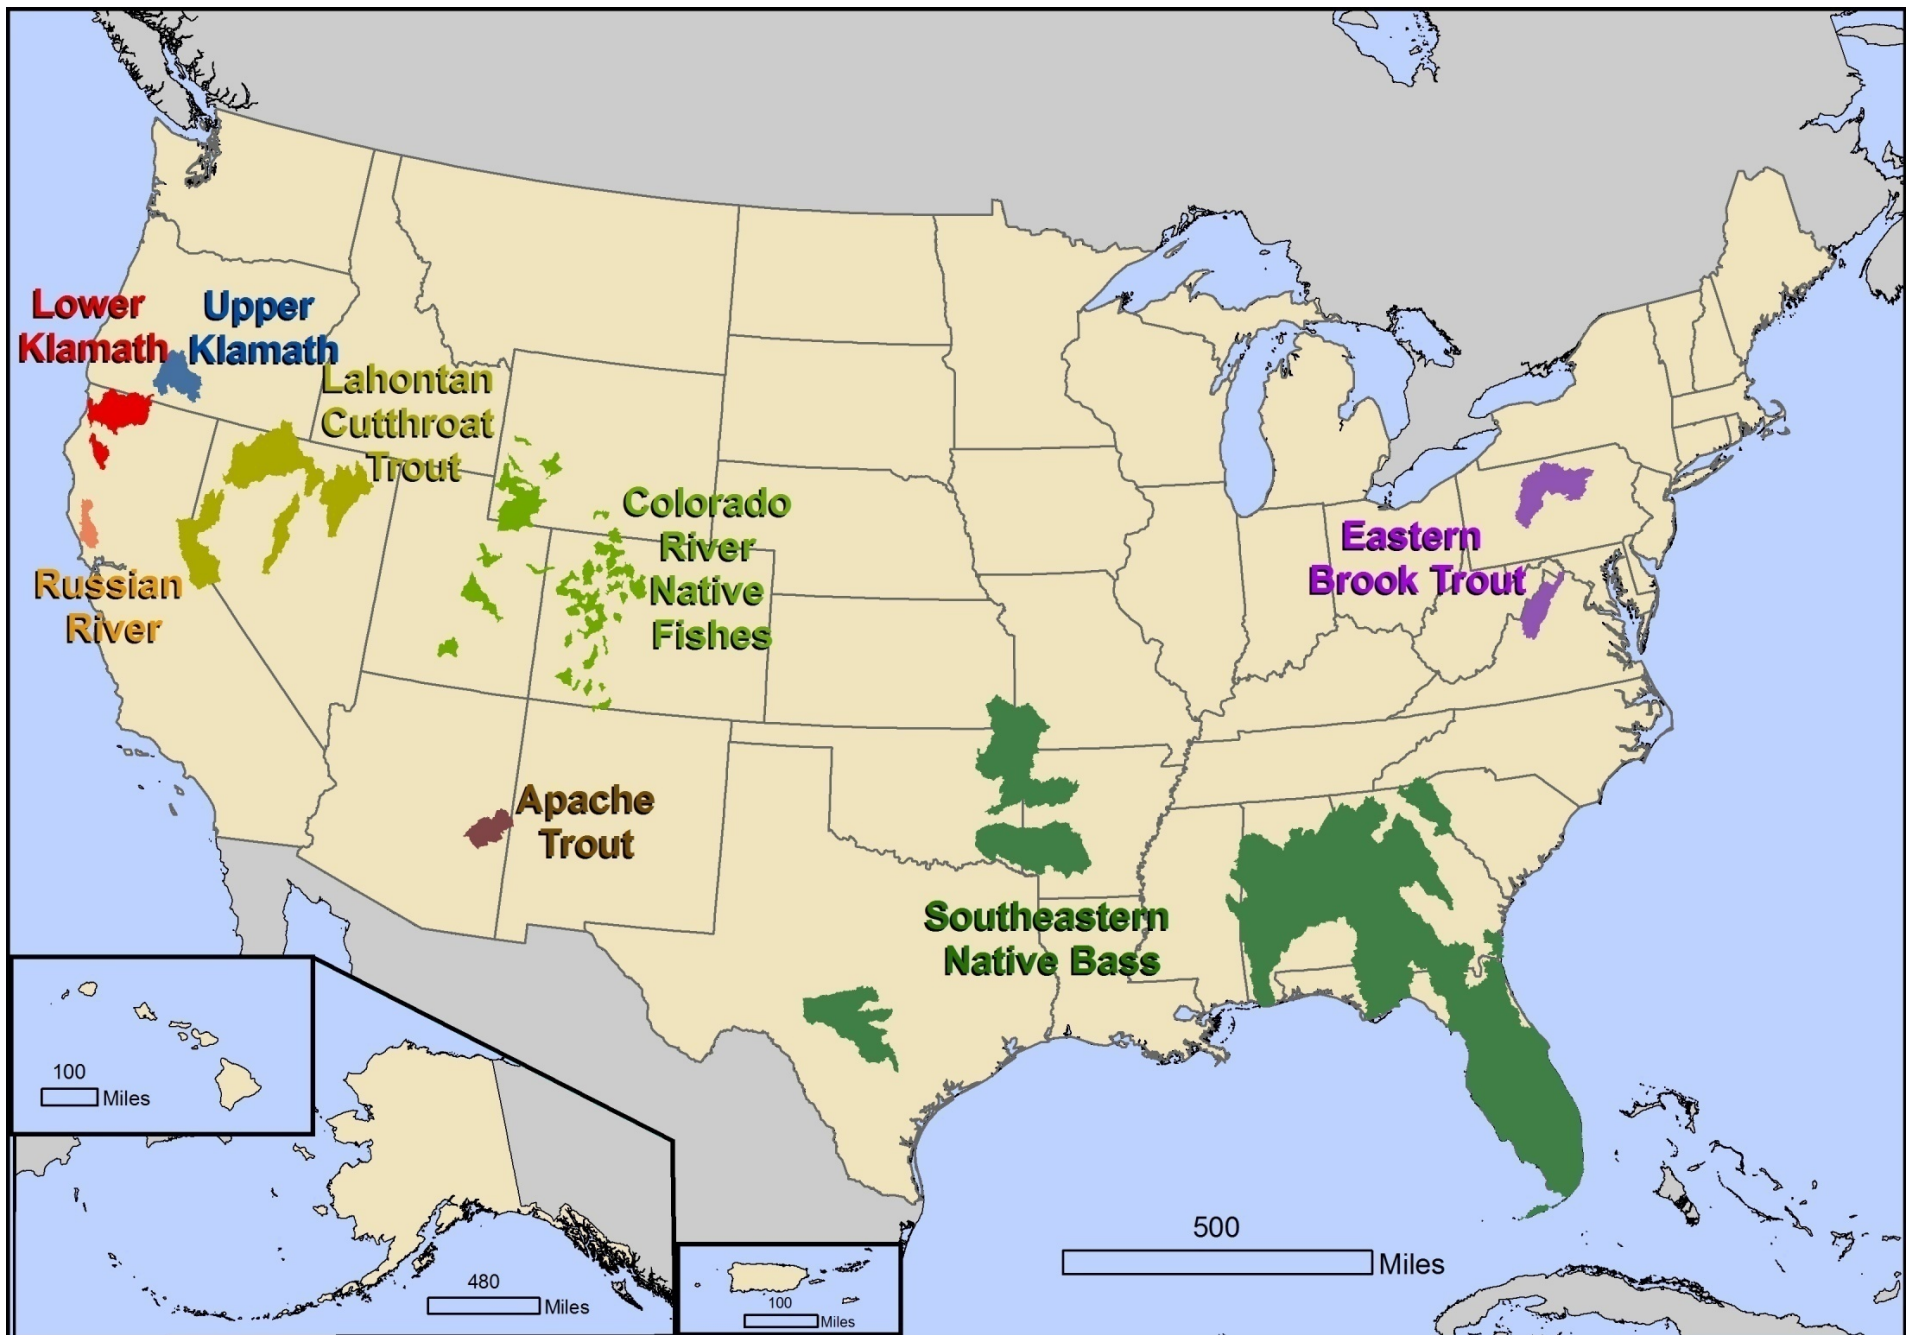 Lower
Klamath
Upper
Klamath
Lahontan
Cutthroat
Trout
Colorado
River
Native
Fishes
Eastern
Brook Trout
Russian
River
Apache
Trout
Southeastern
Native Bass
100
Miles
480
Miles
100
Miles
500
Miles